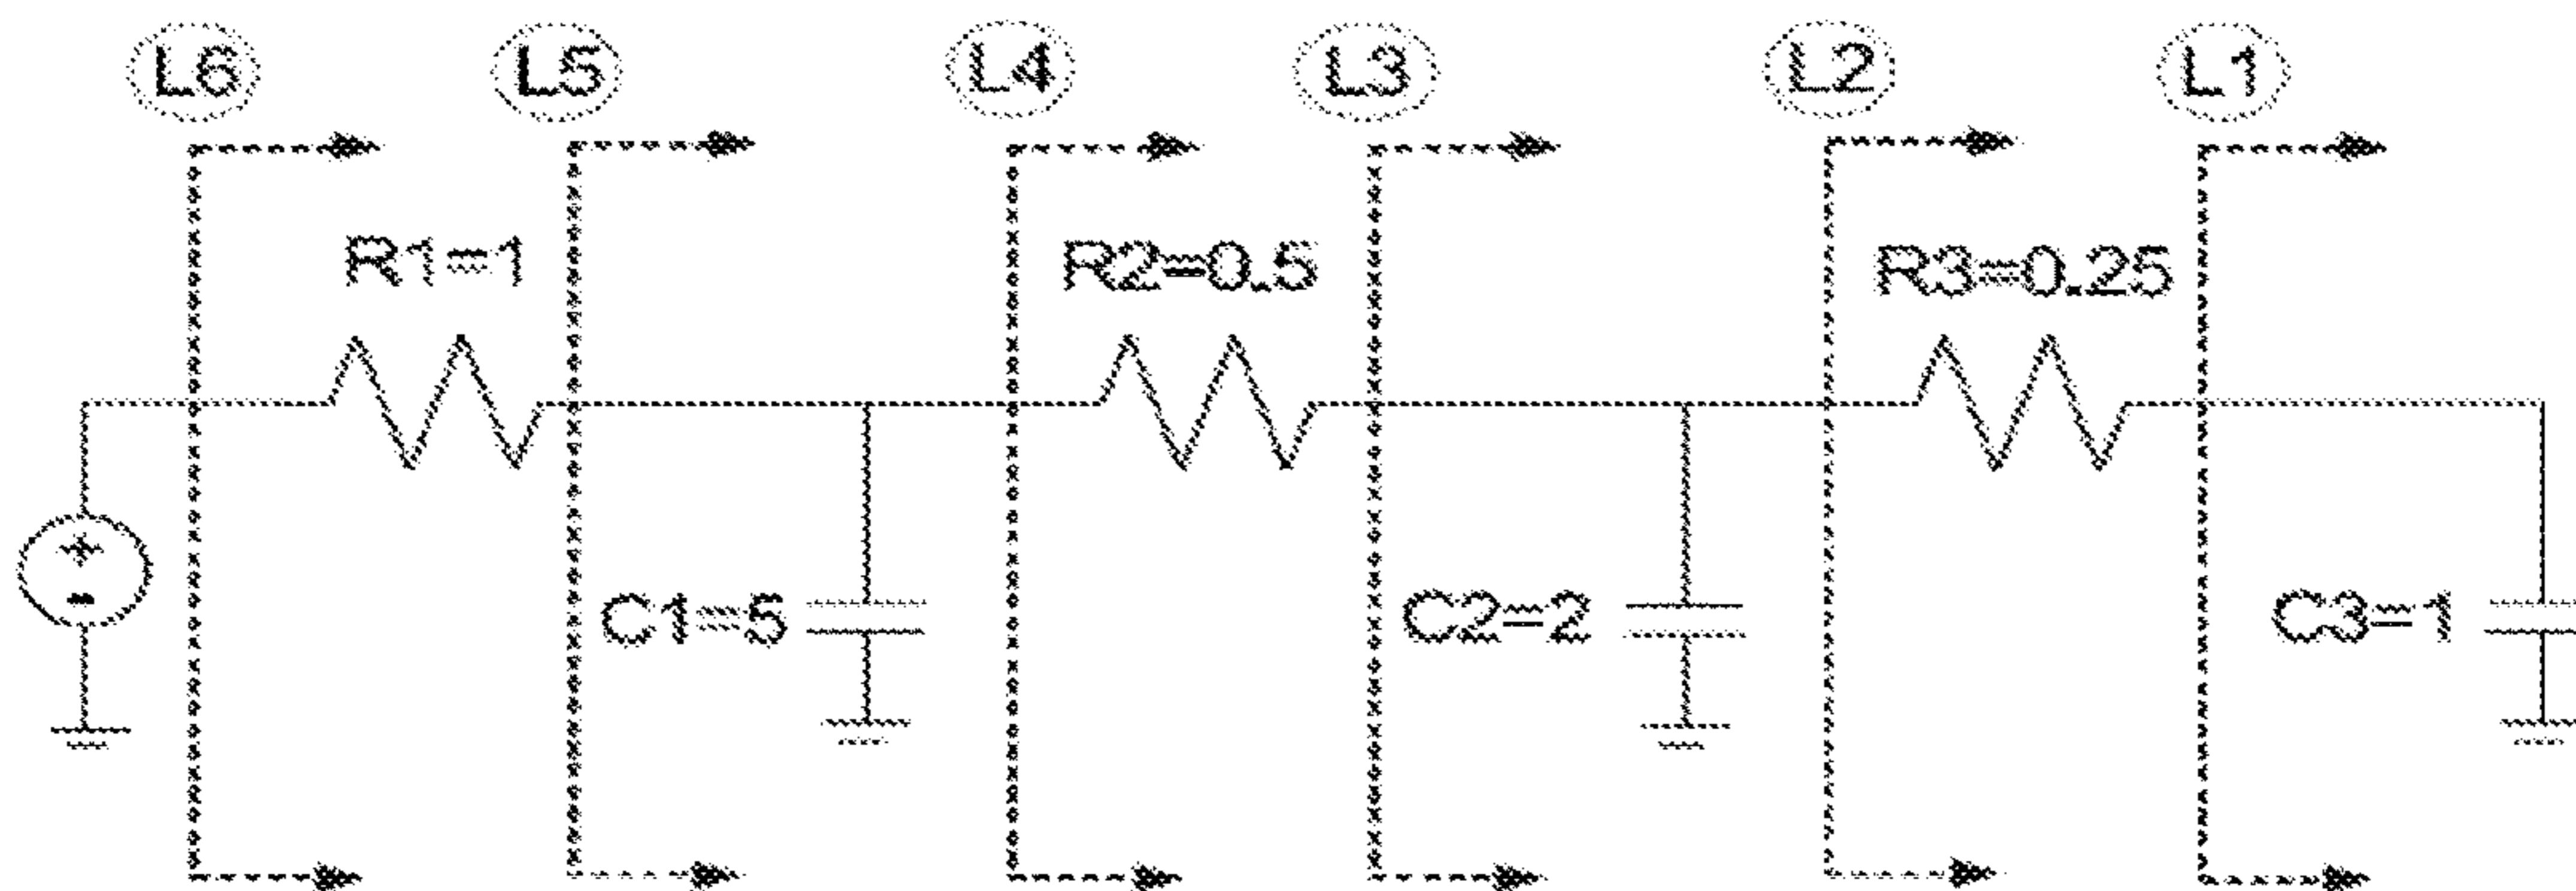 L6 L5 L4 L3 L2 L1
R1=1 R2=0.5 R3=0.25
+
-
C1=5 C2=2 C3=1